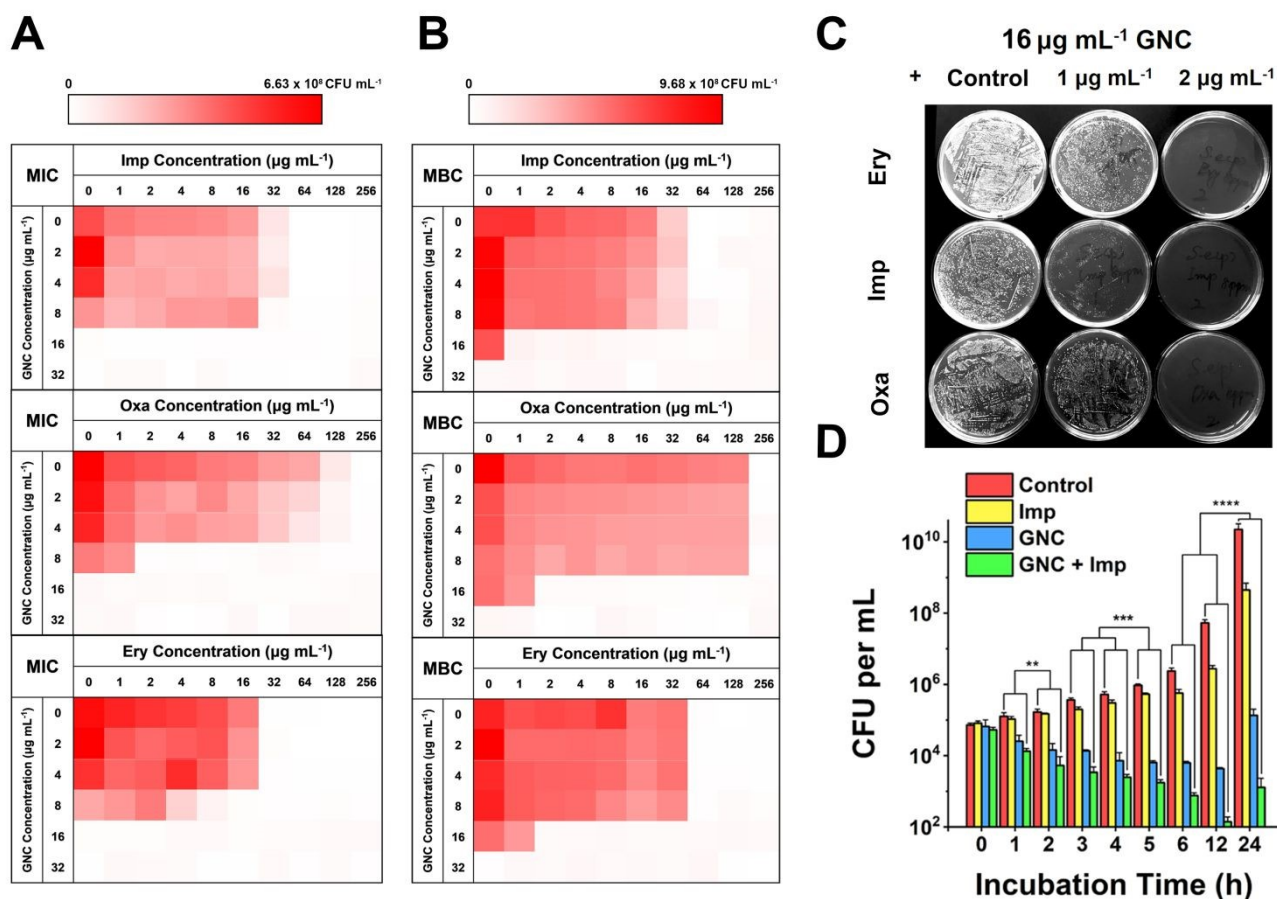 A
0
6.63 x 10⁸ CFU mL⁻¹
MIC
Imp Concentration (µg mL⁻¹)
0 1 2 4 8 16 32 64 128 256
GNC Concentration (µg mL⁻¹)
0
2
4
8
16
32
MIC
Oxa Concentration (µg mL⁻¹)
0 1 2 4 8 16 32 64 128 256
GNC Concentration (µg mL⁻¹)
0
2
4
8
16
32
MIC
Ery Concentration (µg mL⁻¹)
0 1 2 4 8 16 32 64 128 256
GNC Concentration (µg mL⁻¹)
0
2
4
8
16
32
B
0
9.68 x 10⁸ CFU mL⁻¹
MBC
Imp Concentration (µg mL⁻¹)
0 1 2 4 8 16 32 64 128 256
GNC Concentration (µg mL⁻¹)
0
2
4
8
16
32
MBC
Oxa Concentration (µg mL⁻¹)
0 1 2 4 8 16 32 64 128 256
GNC Concentration (µg mL⁻¹)
0
2
4
8
16
32
MBC
Ery Concentration (µg mL⁻¹)
0 1 2 4 8 16 32 64 128 256
GNC Concentration (µg mL⁻¹)
0
2
4
8
16
32
C
16 µg mL⁻¹ GNC
+ Control 1 µg mL⁻¹ 2 µg mL⁻¹
Ery
2
Imp
Imp
Imp
2
Oxa
Oxa
2
D
Control
Imp
GNC
GNC + Imp
**
***
****
CFU per mL
10¹⁰
10⁸
10⁶
10⁴
10²
0 1 2 3 4 5 6 12 24
Incubation Time (h)